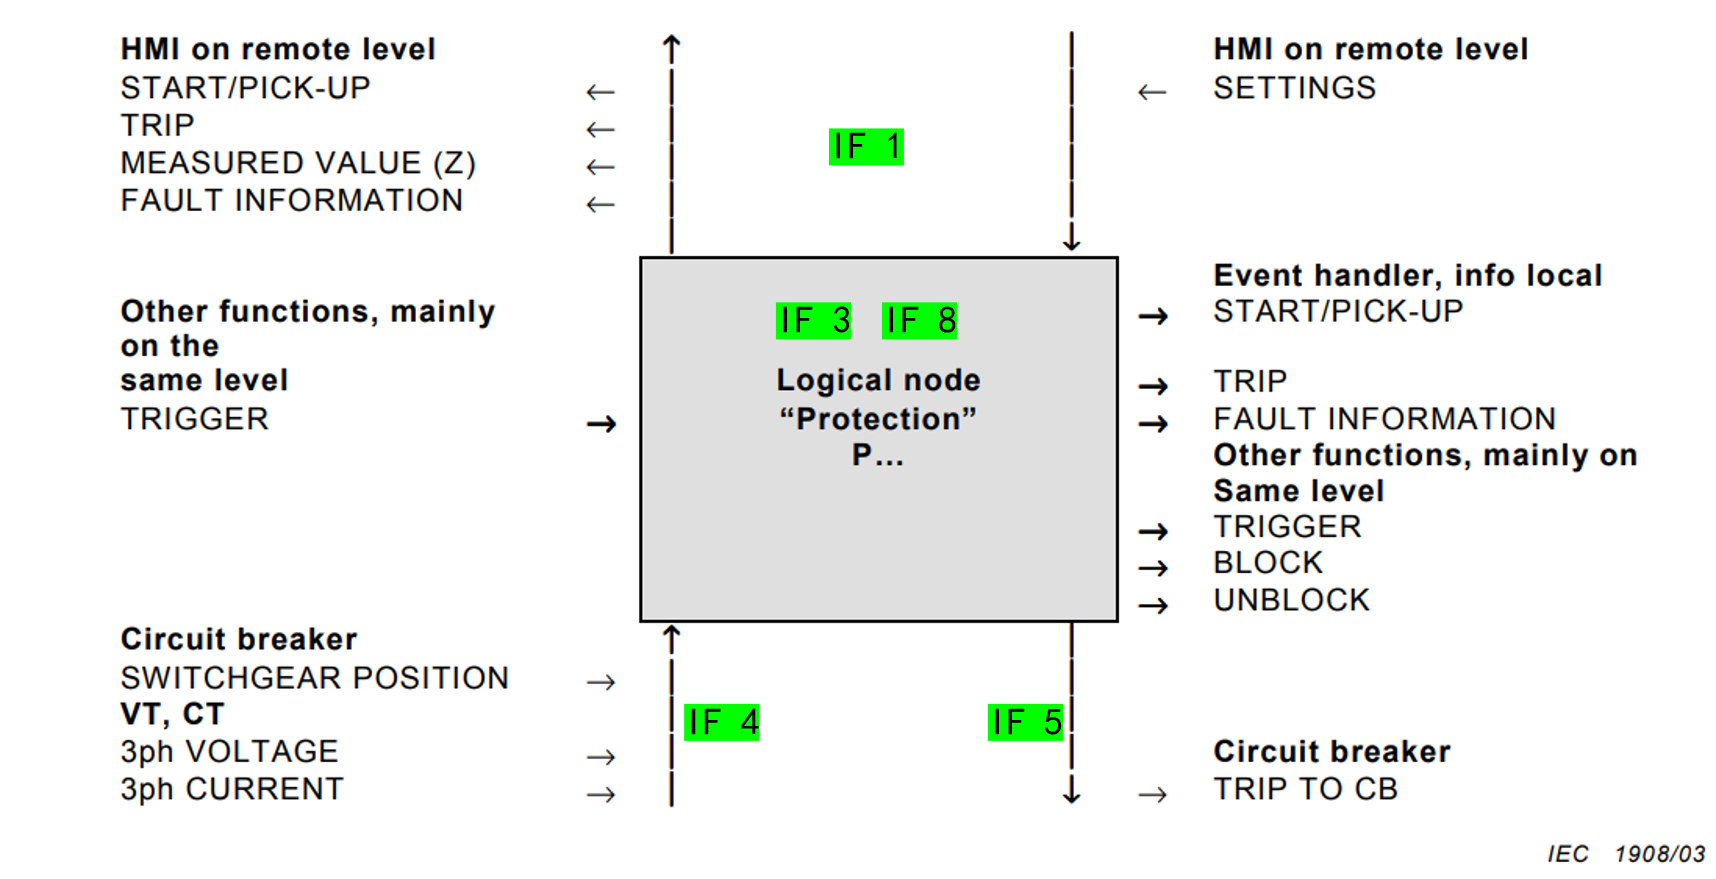 HMI on remote level
START/PICK-UP
TRIP
MEASURED VALUE (Z)
FAULT INFORMATION
IF 1
HMI on remote level
SETTINGS
Other functions, mainly
on the
same level
TRIGGER
IF 3 IF 8
Logical node
“Protection”
P...
Event handler, info local
START/PICK-UP
TRIP
FAULT INFORMATION
Other functions, mainly on
Same level
TRIGGER
BLOCK
UNBLOCK
Circuit breaker
SWITCHGEAR POSITION
VT, CT
3ph VOLTAGE
3ph CURRENT
IF 4
IF 5
Circuit breaker
TRIP TO CB
IEC 1908/03